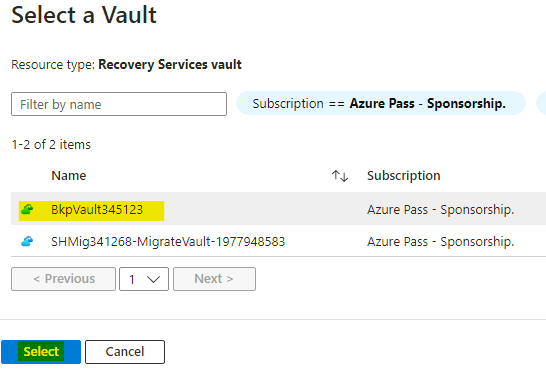 Select a Vault
Resource type: Recovery Services vault
Filter by name
Subscription == Azure Pass - Sponsorship.
1-2 of 2 items
Name ↑↓ Subscription
BkpVault345123 Azure Pass - Sponsorship.
SHMig341268-MigrateVault-1977948583 Azure Pass - Sponsorship.
< Previous 1 Next >
Select Cancel